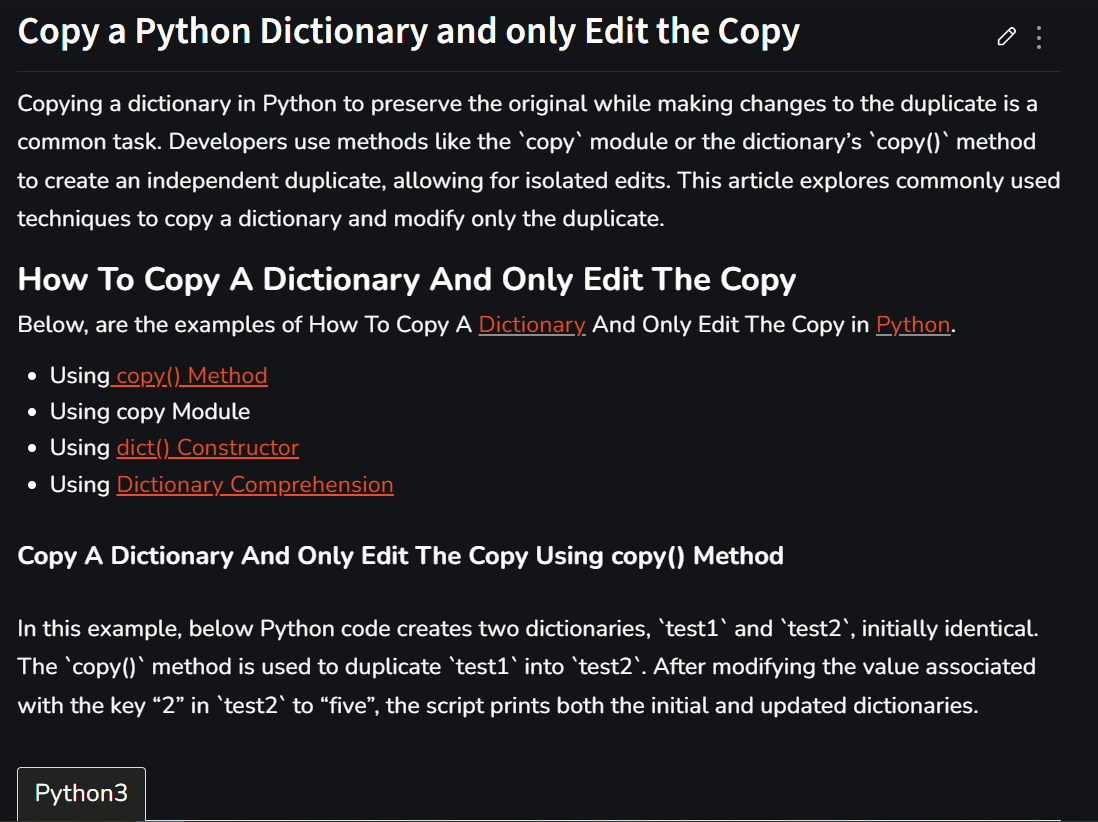 Copy a Python Dictionary and only Edit the Copy
Copying a dictionary in Python to preserve the original while making changes to the duplicate is a
common task. Developers use methods like the `copy` module or the dictionary’s `copy()` method
to create an independent duplicate, allowing for isolated edits. This article explores commonly used
techniques to copy a dictionary and modify only the duplicate.
How To Copy A Dictionary And Only Edit The Copy
Below, are the examples of How To Copy A Dictionary And Only Edit The Copy in Python.
• Using copy() Method
• Using copy Module
• Using dict() Constructor
• Using Dictionary Comprehension
Copy A Dictionary And Only Edit The Copy Using copy() Method
In this example, below Python code creates two dictionaries, `test1` and `test2`, initially identical.
The `copy()` method is used to duplicate `test1` into `test2`. After modifying the value associated
with the key “2” in `test2` to “five”, the script prints both the initial and updated dictionaries.
Python3